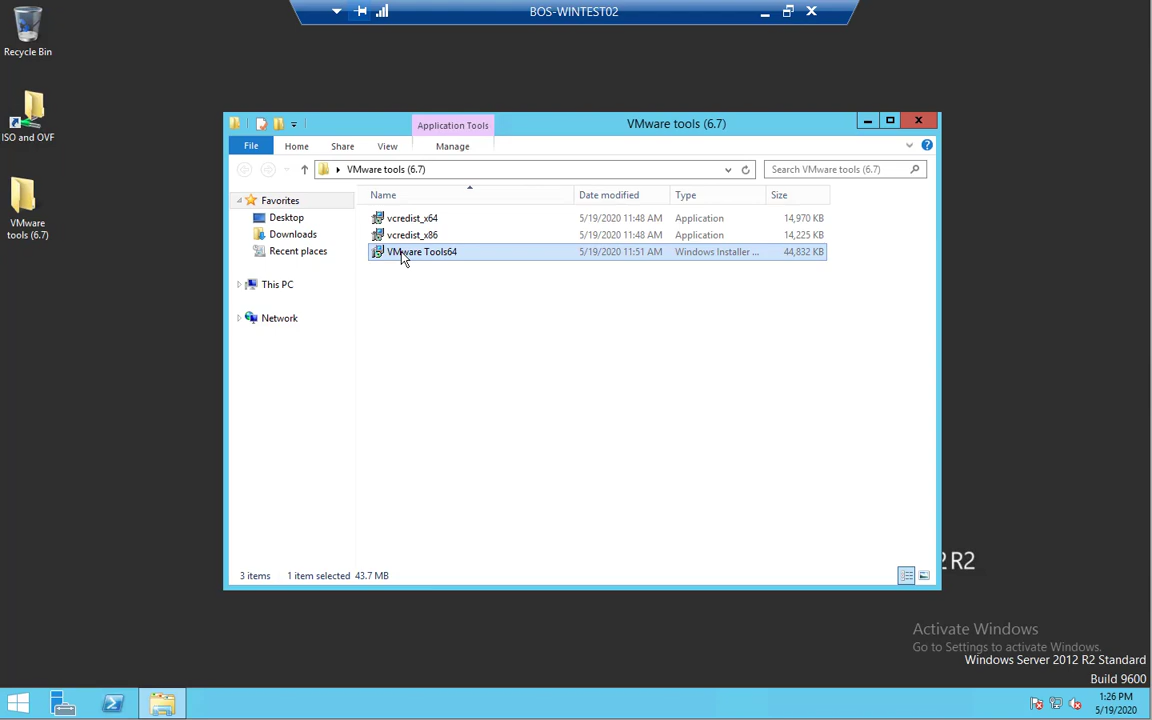 BOS-WINTEST02
Recycle Bin
ISO and OVF
VMware
tools (6.7)
Application Tools
VMware tools (6.7)
File
Home
Share
View
Manage
VMware tools (6.7)
Search VMware tools (6.7)
Name
Date modified
Type
Size
Favorites
Desktop
Downloads
Recent places
This PC
Network
vcredist_x64 5/19/2020 11:48 AM Application 14,970 KB
vcredist_x86 5/19/2020 11:48 AM Application 14,225 KB
VMware Tools64 5/19/2020 11:51 AM Windows Installer ... 44,832 KB
3 items 1 item selected 43.7 MB
2 R2
Activate Windows
Go to Settings to activate Windows.
Windows Server 2012 R2 Standard
Build 9600
1:26 PM
5/19/2020